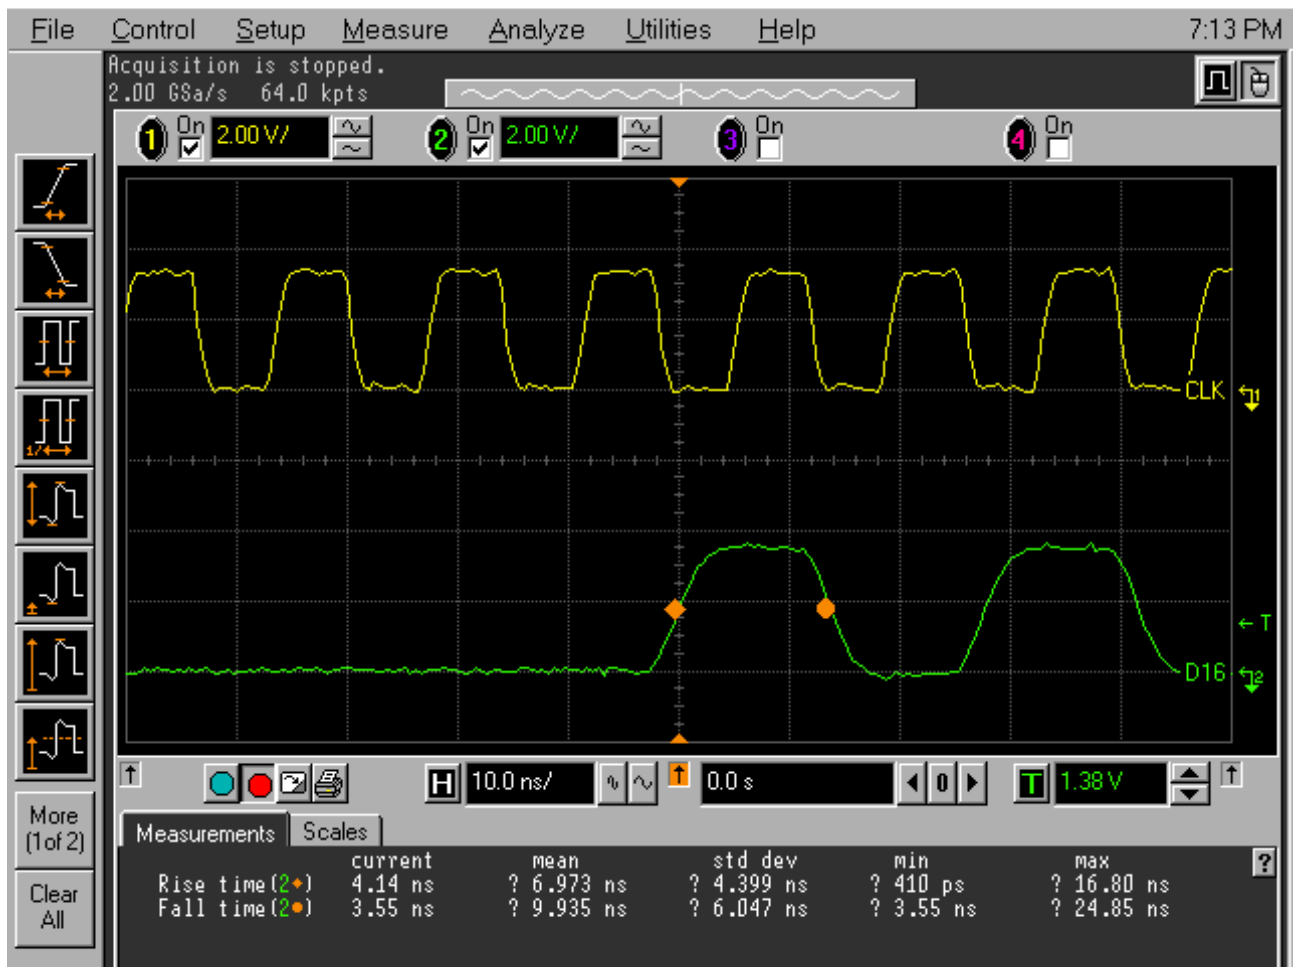 File Control Setup Measure Analyze Utilities Help 7:13 PM
Acquisition is stopped.
2.00 GSa/s 64.0 kpts
1 On 2.00 V/ 2 On 2.00 V/ 3 On 4 On
CLK 1
T
D16 2
1/
H 10.0 ns/ 0.0 s 0 T 1.38 V
More
(1of 2)
Clear
All
Measurements Scales
current mean std dev min max ?
Rise time(2) 4.14 ns ? 6.973 ns ? 4.399 ns ? 410 ps ? 16.80 ns
Fall time(2) 3.55 ns ? 9.935 ns ? 6.047 ns ? 3.55 ns ? 24.85 ns